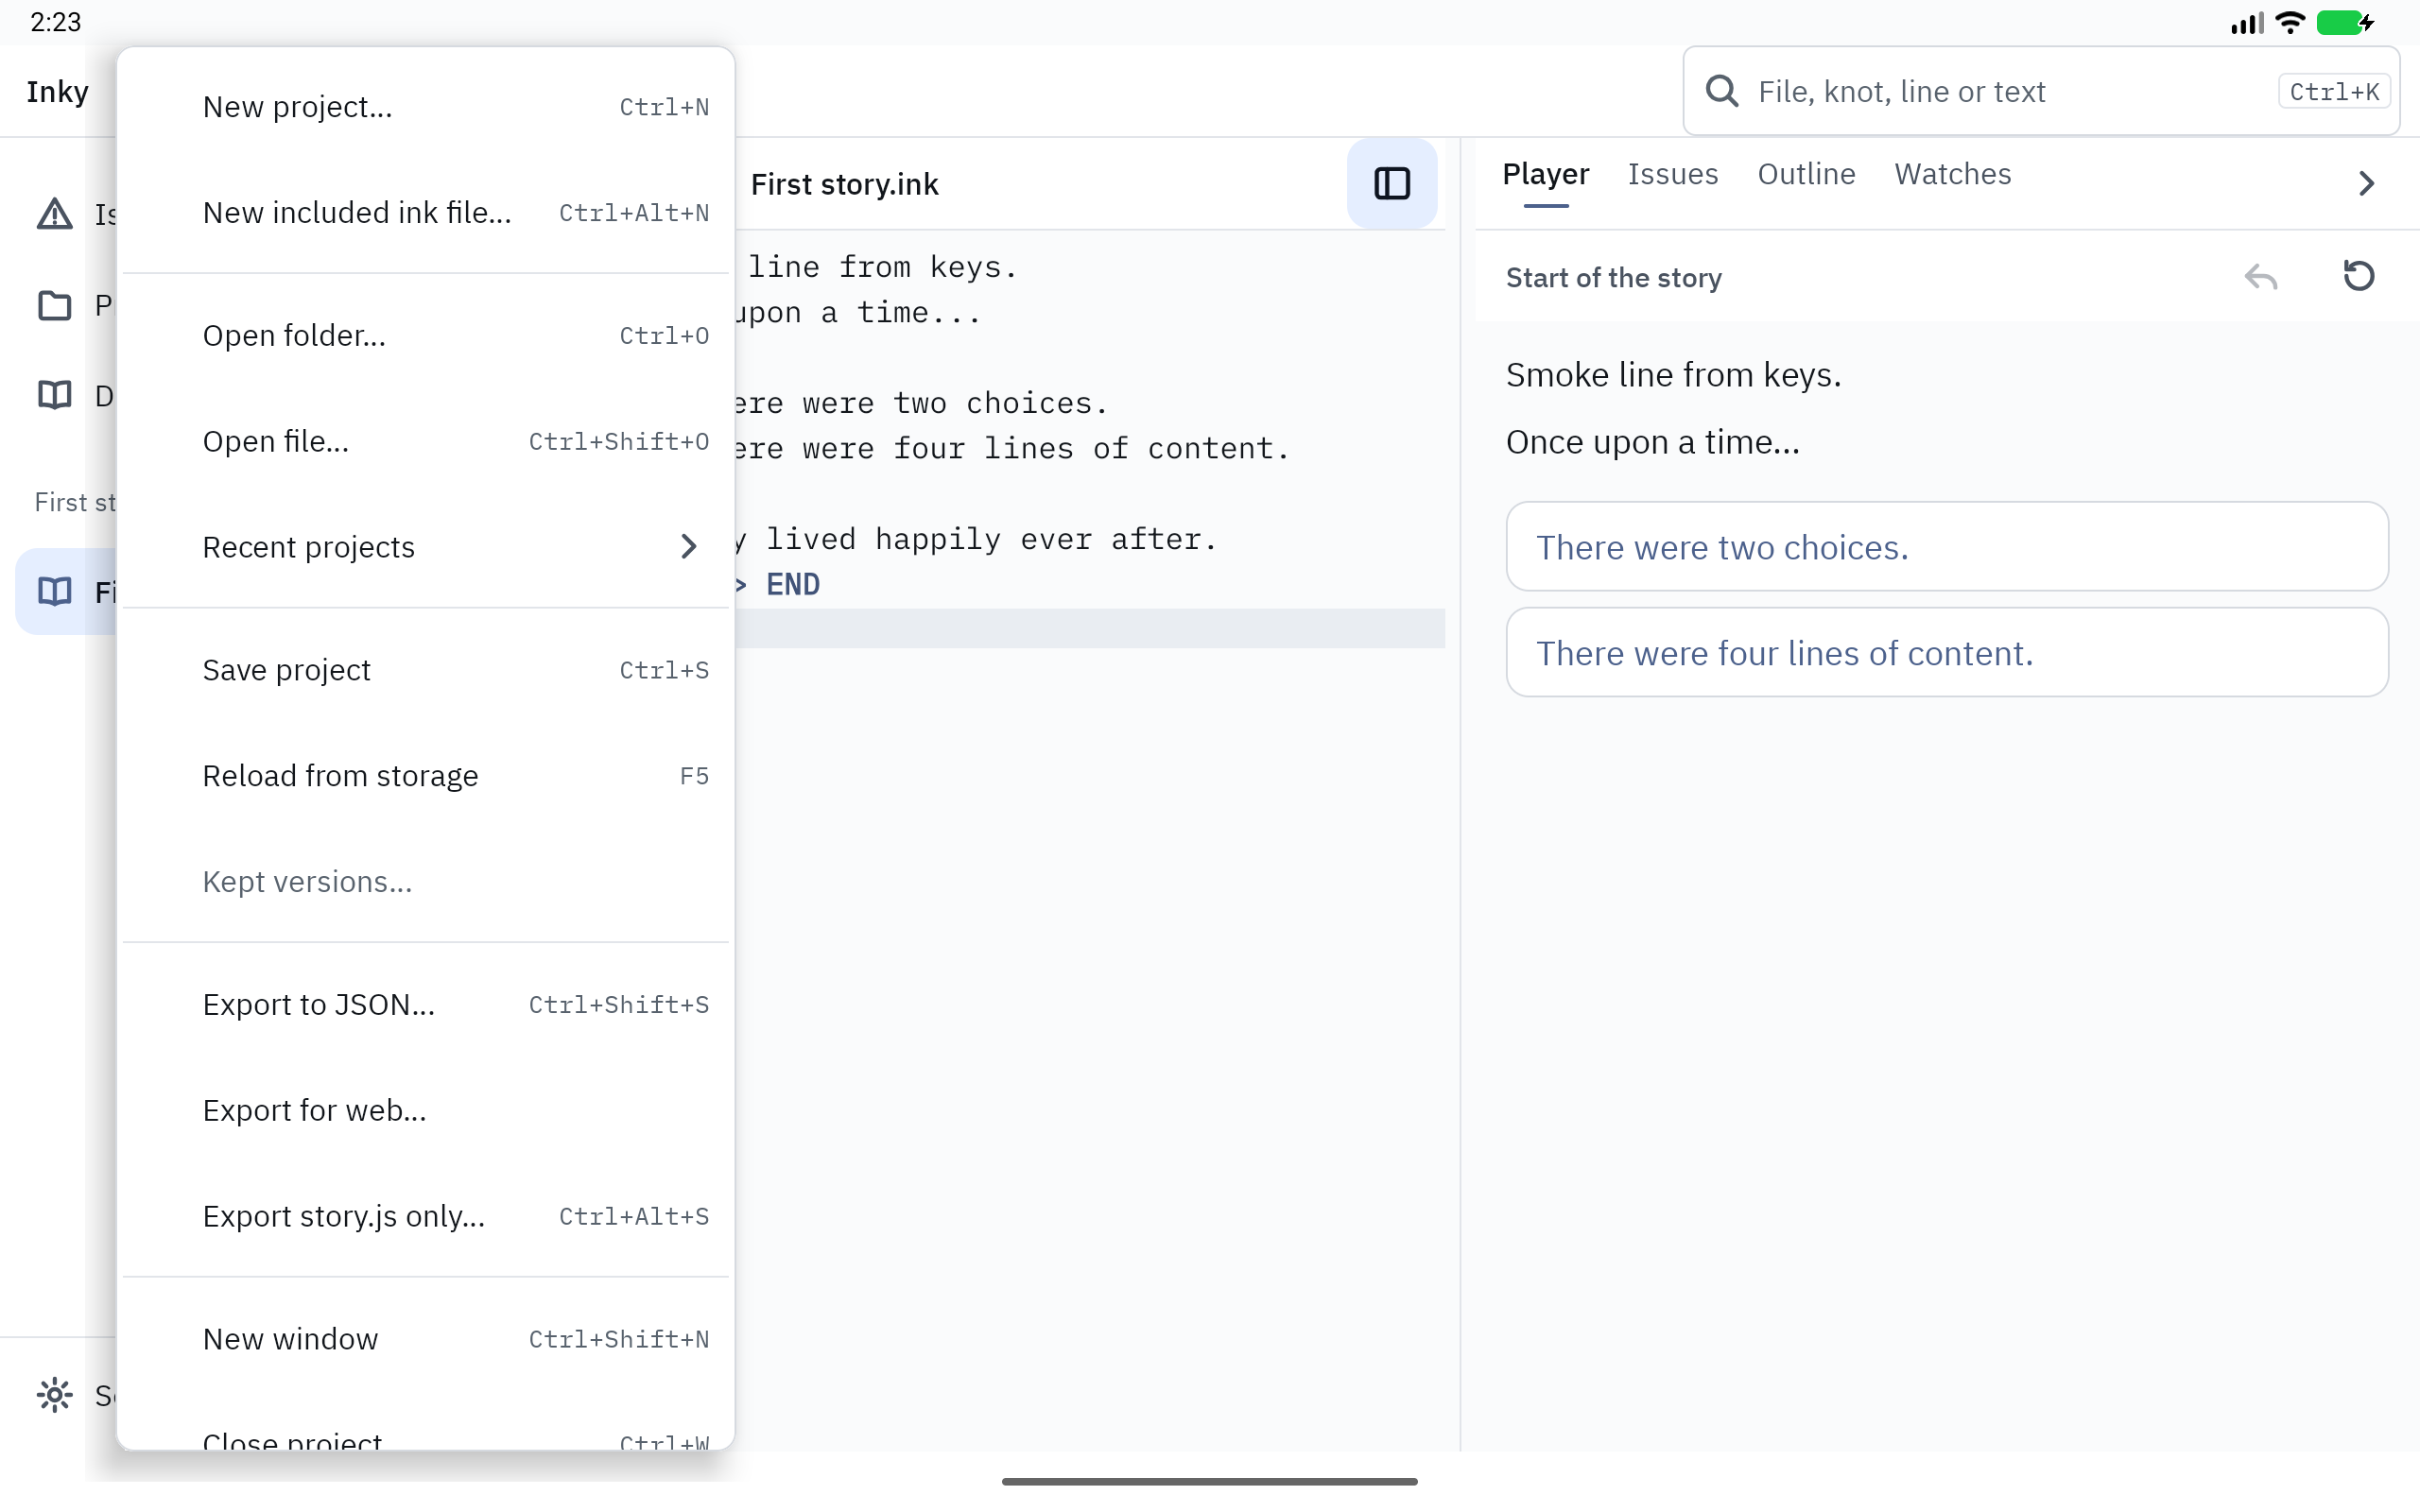 2:23
Inky
File, knot, line or text
Ctrl+K
New project...
Ctrl+N
New included ink file...
Ctrl+Alt+N
Open folder...
Ctrl+O
Open file...
Ctrl+Shift+O
Recent projects
Save project
Ctrl+S
Reload from storage
F5
Kept versions...
Export to JSON...
Ctrl+Shift+S
Export for web...
Export story.js only...
Ctrl+Alt+S
New window
Ctrl+Shift+N
Close project
Ctrl+W
First
First story.ink
line from keys.
upon a time...
ere were two choices.
ere were four lines of content.
y lived happily ever after.
> END
Player
Issues
Outline
Watches
Start of the story
Smoke line from keys.
Once upon a time...
There were two choices.
There were four lines of content.